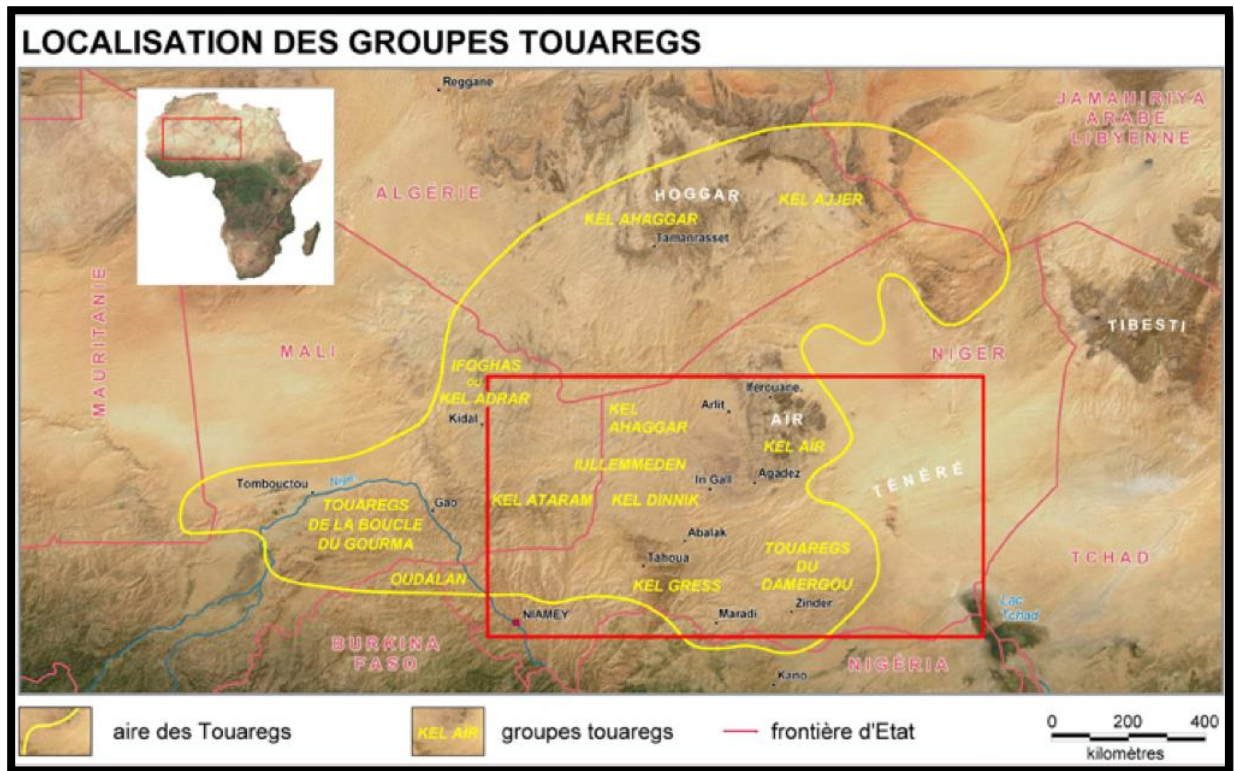 LOCALISATION DES GROUPES TOUAREGS
Reggane
JAMAHIRIYA
ARABE
LIBYENNE
ALGÉRIE
HOGGAR
KEL AJJER
KEL AHAGGAR
Tamanrasset
MAURITANIE
MALI
TIBESTI
NIGER
IFOGHAS
OU
KEL ADRAR
Kidal
Iférouane
Arlit
KEL
AHAGGAR
AÏR
KEL AÏR
IULLEMMEDEN
In Gall
Agadez
TÉNÉRÉ
Tombouctou
Niger
Gao
TOUAREGS
DE LA BOUCLE
DU GOURMA
KEL ATARAM
KEL DINNIK
Abalak
Tahoua
TOUAREGS
DU
DAMERGOU
TCHAD
OUDALAN
KEL GRESS
Zinder
Maradi
NIAMEY
Lac
Tchad
BURKINA
FASO
NIGÉRIA
Kano
aire des Touaregs
KEL AÏR
groupes touaregs
frontière d'Etat
0 200 400
kilomètres